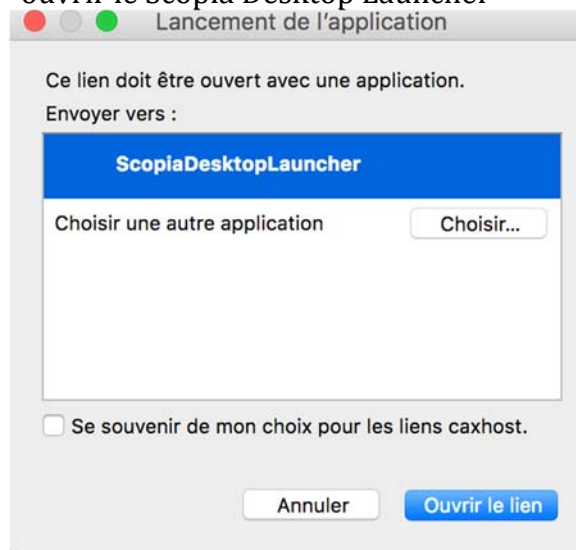 ouvrir le Scopia Desktop Launcher
Lancement de l'application
Ce lien doit être ouvert avec une application.
Envoyer vers :
ScopiaDesktopLauncher
Choisir une autre application Choisir...
Se souvenir de mon choix pour les liens caxhost.
Annuler Ouvrir le lien